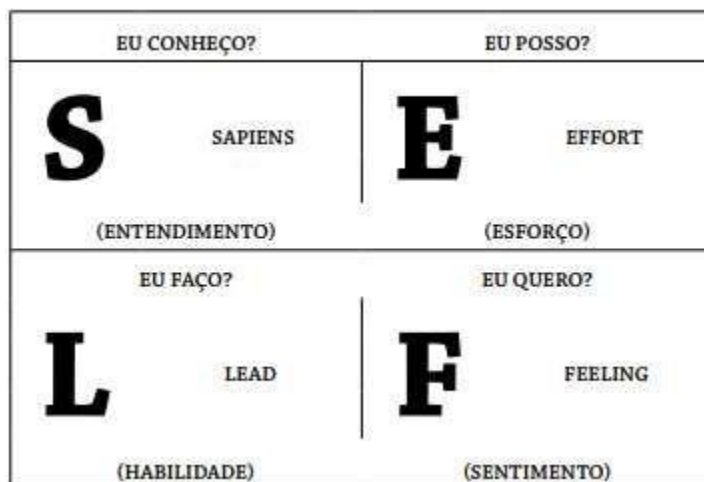 EU CONHEÇO? EU POSSO?
S SAPIENS E EFFORT
(ENTENDIMENTO) (ESFORÇO)
EU FAÇO? EU QUERO?
L LEAD F FEELING
(HABILIDADE) (SENTIMENTO)